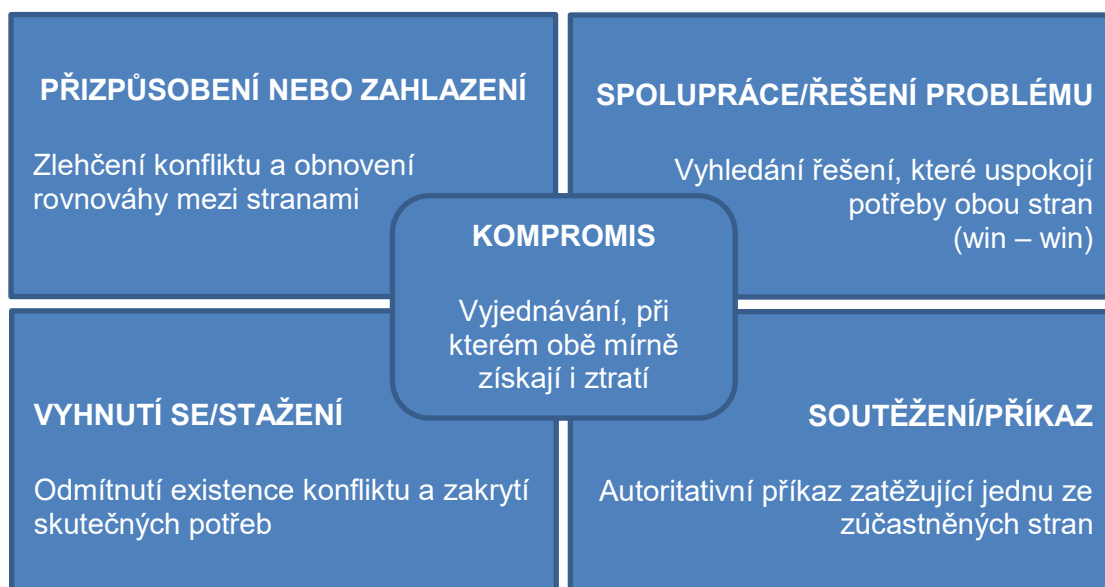 PŘIZPŮSOBENÍ NEBO ZAHLAZENÍ
Zlehčení konfliktu a obnovení
rovnováhy mezi stranami
SPOLUPRÁCE/ŘEŠENÍ PROBLÉMU
Vyhledání řešení, které uspokojí
potřeby obou stran
(win – win)
KOMPROMIS
Vyjednávání, při
kterém obě mírně
získají i ztratí
VYHNUTÍ SE/STAŽENÍ
Odmítnutí existence konfliktu a zakrytí
skutečných potřeb
SOUTĚŽENÍ/PŘÍKAZ
Autoritativní příkaz zatěžující jednu ze
zúčastněných stran